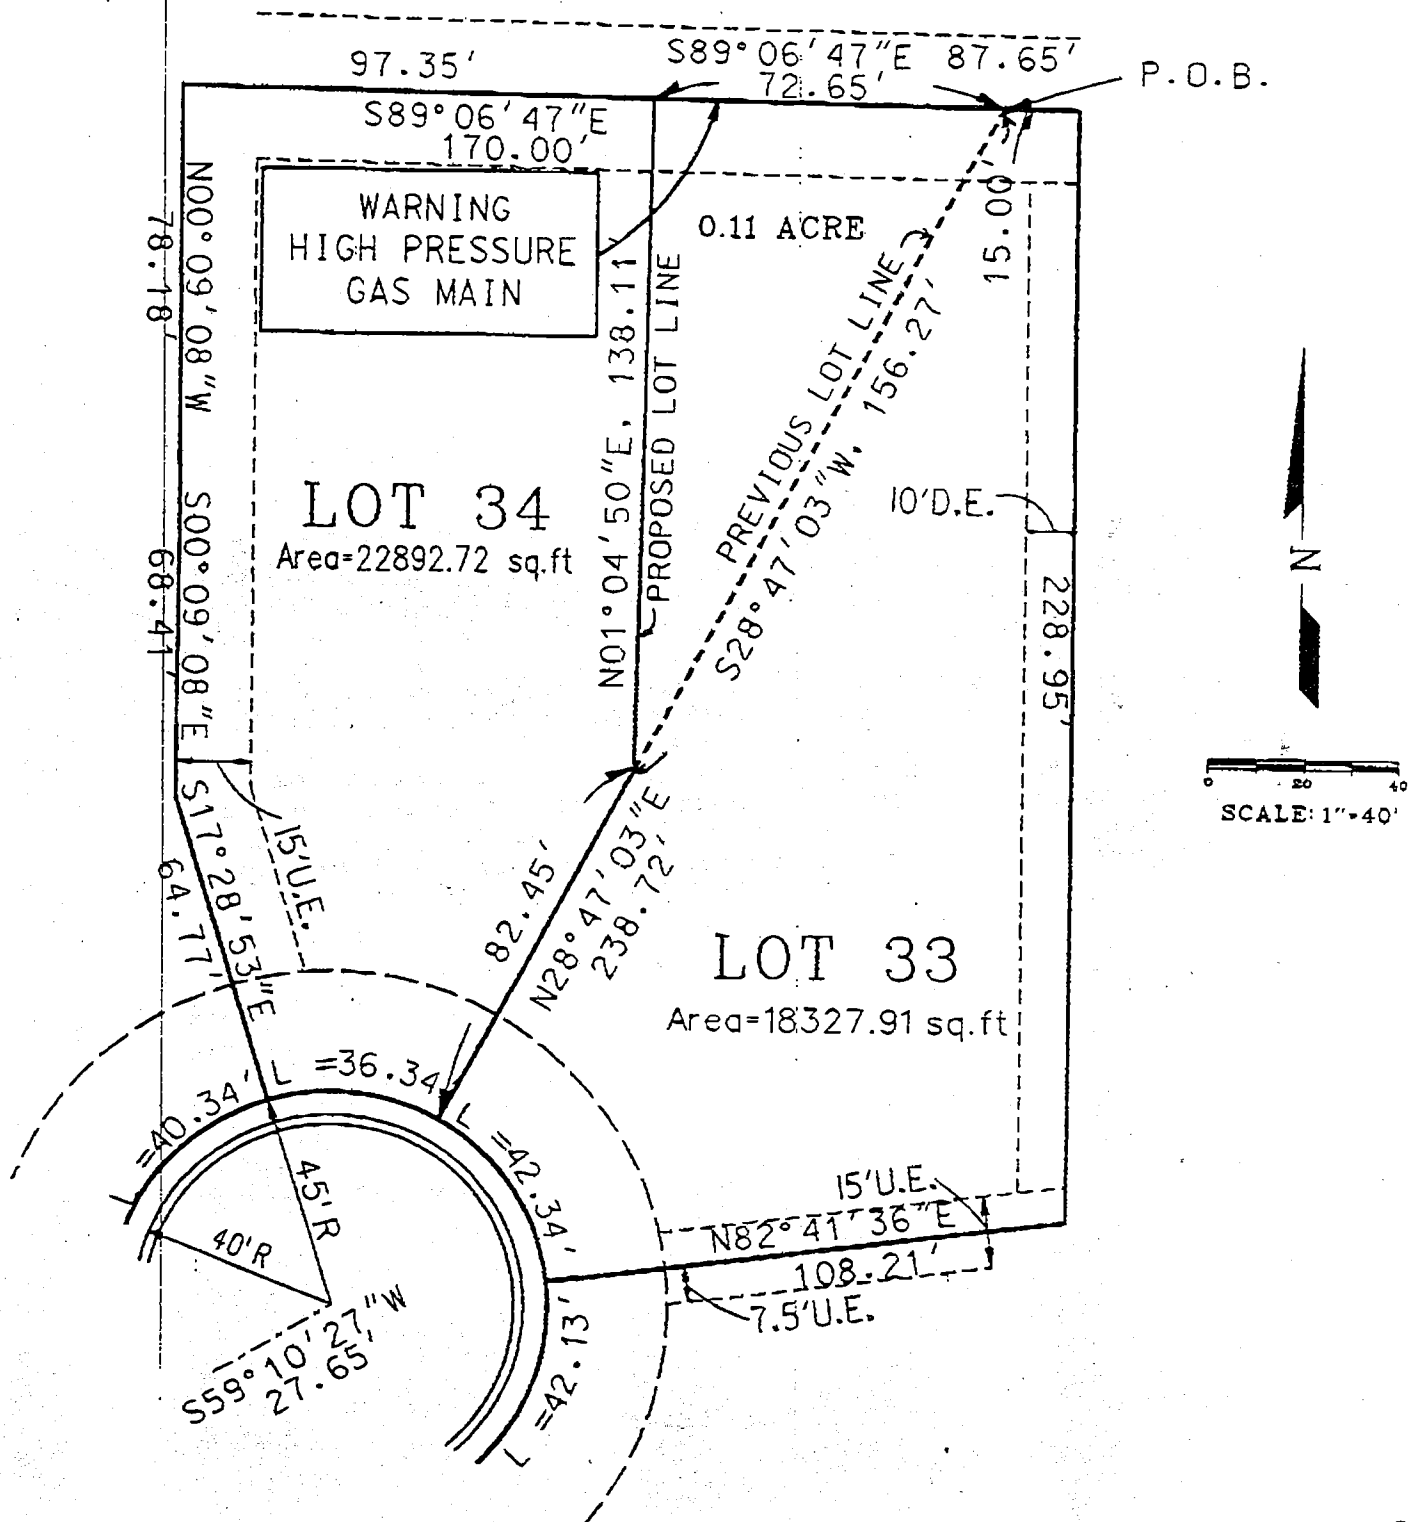 S89°06'47"E 87.65'
97.35'
72.65'
P.O.B.
S89°06'47"E
170.00'
WARNING
HIGH PRESSURE
GAS MAIN
0.11 ACRE
15.00'
N00°09'08"W
78.18'
S00°09'08"E
68.41'
N01°04'50"E, 138.11'
PROPOSED LOT LINE
PREVIOUS LOT LINE
S28°47'03"W, 156.27'
LOT 34
Area=22892.72 sq.ft
10'D.E.
228.95'
N
0 20 40
SCALE: 1"=40'
S17°28'53"E
64.77'
15'U.E.
82.45'
N28°47'03"E
238.72'
LOT 33
Area=18327.91 sq.ft
L =40.34'
L =36.34'
L =42.34'
45'R
40'R
15'U.E.
N82°41'36"E
108.21'
7.5'U.E.
L =42.13'
S59°10'27"W
27.65'